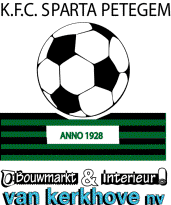 K.F.C. SPARTA PETEGEM
ANNO 1928
Bouwmarkt & Interieur
van kerkhove nv